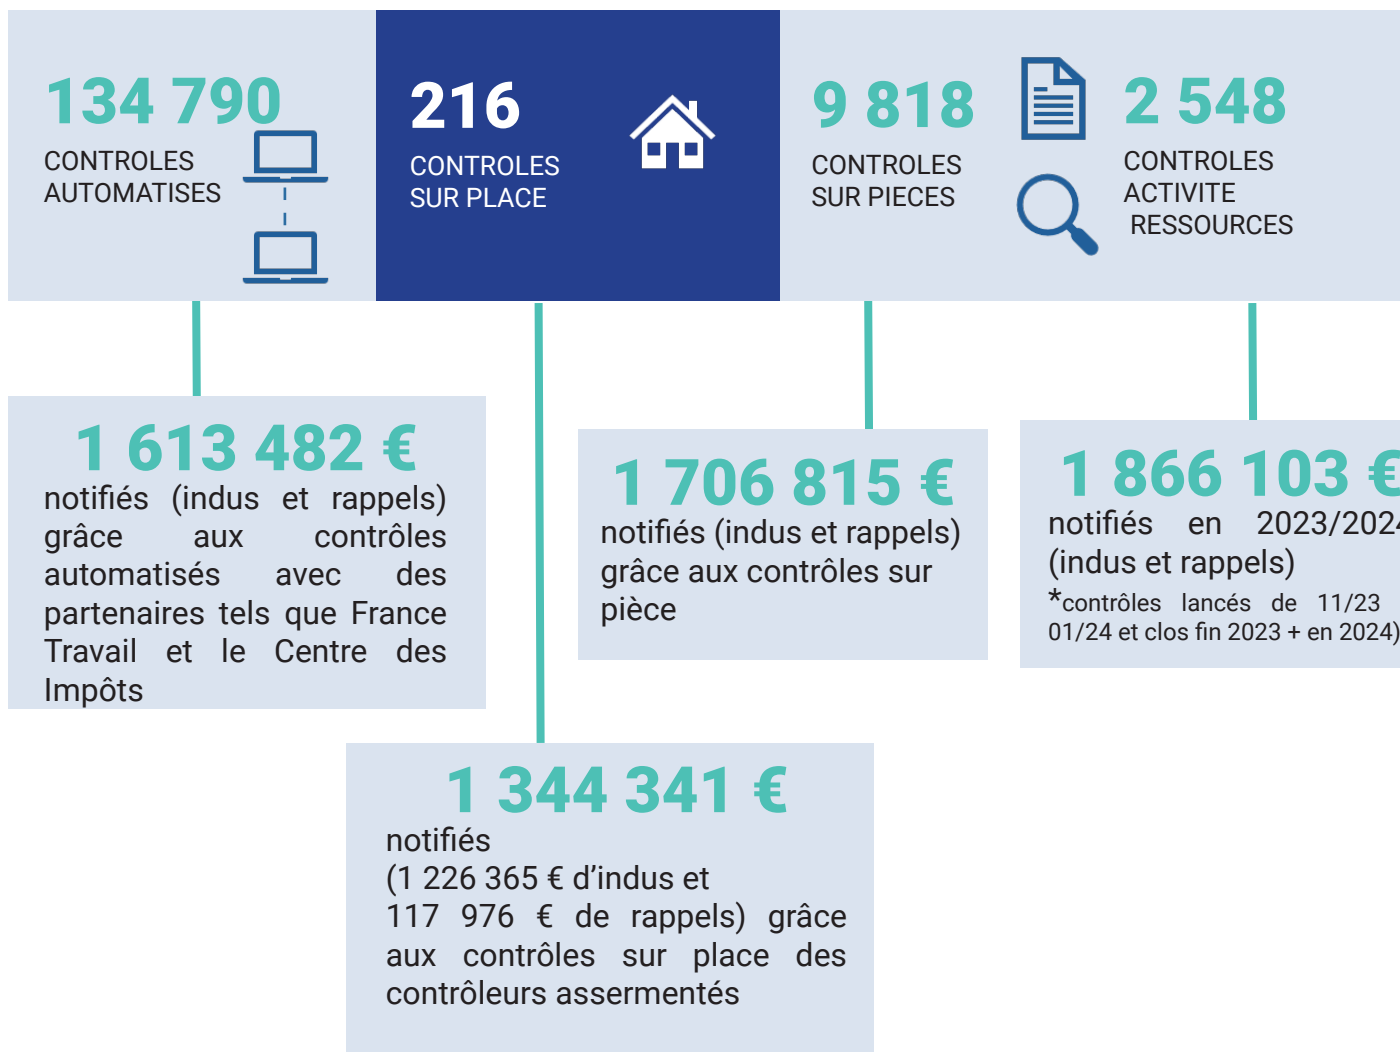 134 790
CONTROLES
AUTOMATISES
216
CONTROLES
SUR PLACE
9 818
CONTROLES
SUR PIECES
2 548
CONTROLES
ACTIVITE
RESSOURCES
1 613 482 €
notifiés (indus et rappels)
grâce aux contrôles
automatisés avec des
partenaires tels que France
Travail et le Centre des
Impôts
1 344 341 €
notifiés
(1 226 365 € d’indus et
117 976 € de rappels) grâce
aux contrôles sur place des
contrôleurs assermentés
1 706 815 €
notifiés (indus et rappels)
grâce aux contrôles sur
pièce
1 866 103 €
notifiés en 2023/2024
(indus et rappels)
*contrôles lancés de 11/23
01/24 et clos fin 2023 + en 2024)